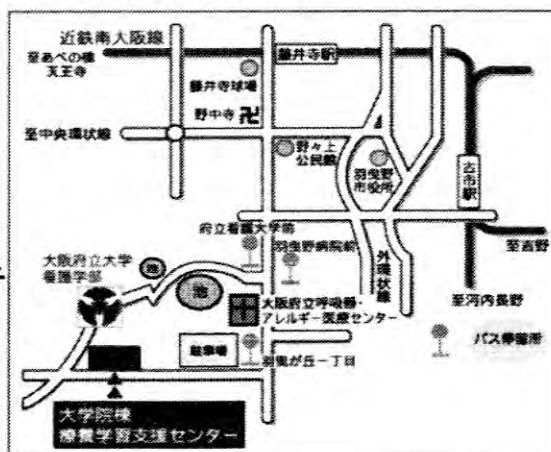 近鉄南大阪線
至あべの橋
天王寺
藤井寺駅
藤井寺球場
野中寺
至中央環状線
野々上
公民館
羽曳野
市役所
古市駅
府立看護大学前
羽曳野病院前
外環状線
至吉野
大阪府立大学
看護学部
池
池
大阪府立呼吸器・
アレルギー医療センター
至河内長野
駐車場
羽曳が丘一丁目
バス停留所
大学院棟
療養学習支援センター